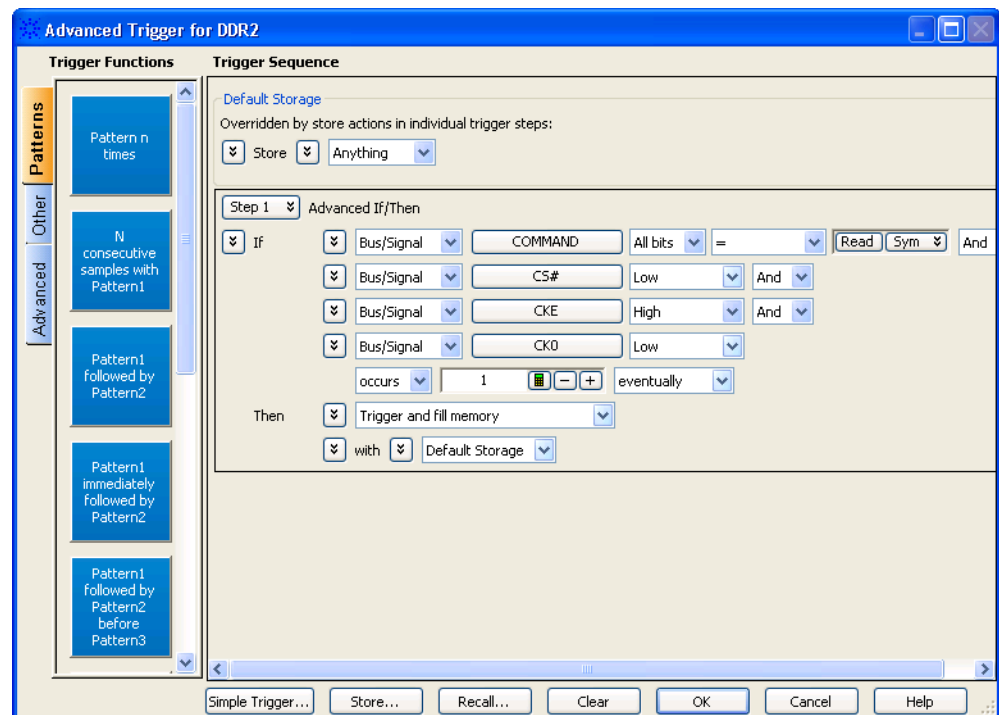 Advanced Trigger for DDR2
Trigger Functions
Trigger Sequence
Patterns
Other
Advanced
Pattern n
times
N
consecutive
samples with
Pattern1
Pattern1
followed by
Pattern2
Pattern1
immediately
followed by
Pattern2
Pattern1
followed by
Pattern2
before
Pattern3
Default Storage
Overridden by store actions in individual trigger steps:
Store Anything
Step 1 Advanced If/Then
If Bus/Signal COMMAND All bits = Read Sym And
Bus/Signal CS# Low And
Bus/Signal CKE High And
Bus/Signal CK0 Low
occurs 1 - + eventually
Then Trigger and fill memory
with Default Storage
Simple Trigger... Store... Recall... Clear OK Cancel Help